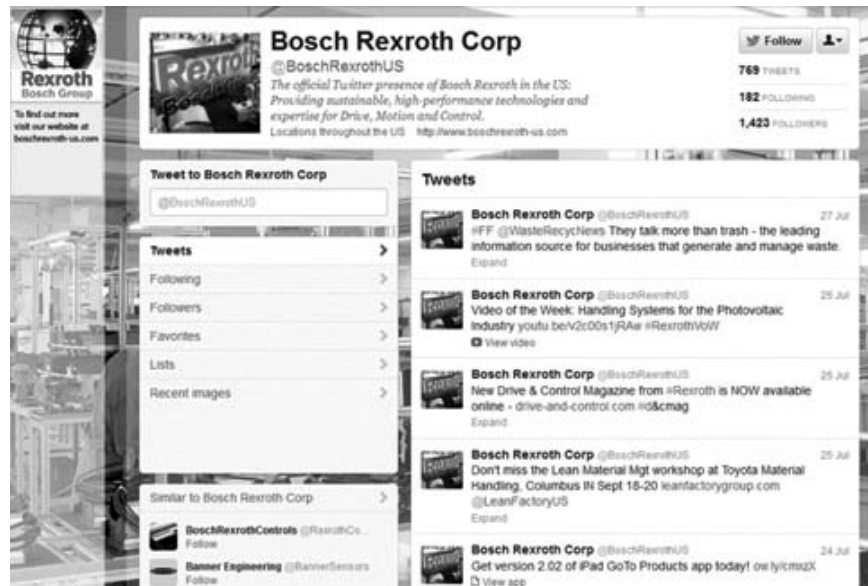 Rexroth
Bosch Group
To find out more
visit our website at
boschrexroth-us.com
Rexroth
Bosch Rexroth Corp
@BoschRexrothUS
The official Twitter presence of Bosch Rexroth in the US:
Providing sustainable, high-performance technologies and
expertise for Drive, Motion and Control.
Locations throughout the US http://www.boschrexroth-us.com
Follow
769 TWEETS
182 FOLLOWING
1,423 FOLLOWERS
Tweet to Bosch Rexroth Corp
@BoschRexrothUS
Tweets
Following
Followers
Favorites
Lists
Recent images
Similar to Bosch Rexroth Corp
BoschRexrothControls @RexrothCo...
Follow
Banner Engineering @BannerSensors
Follow
Tweets
Bosch Rexroth Corp @BoschRexrothUS 27 Jul
#FF @WasteRecycNews They talk more than trash - the leading
information source for businesses that generate and manage waste.
Expand
Bosch Rexroth Corp @BoschRexrothUS 25 Jul
Video of the Week: Handling Systems for the Photovoltaic
Industry youtu.be/v2c00s1jRAw #RexrothVoW
View video
Bosch Rexroth Corp @BoschRexrothUS 25 Jul
New Drive & Control Magazine from #Rexroth is NOW available
online - drive-and-control.com #d&cmag
Expand
Bosch Rexroth Corp @BoschRexrothUS 25 Jul
Don't miss the Lean Material Mgt workshop at Toyota Material
Handling, Columbus IN Sept 18-20 leanfactorygroup.com
@LeanFactoryUS
Expand
Bosch Rexroth Corp @BoschRexrothUS 24 Jul
Get version 2.02 of iPad GoTo Products app today!
View app